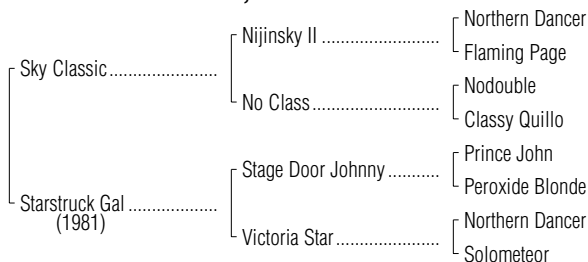 Northern Dancer
Nijinsky II
Flaming Page
Sky Classic
Nodouble
No Class
Classy Quillo
Prince John
Stage Door Johnny
Peroxide Blonde
Starstruck Gal
(1981)
Northern Dancer
Victoria Star
Solometeor